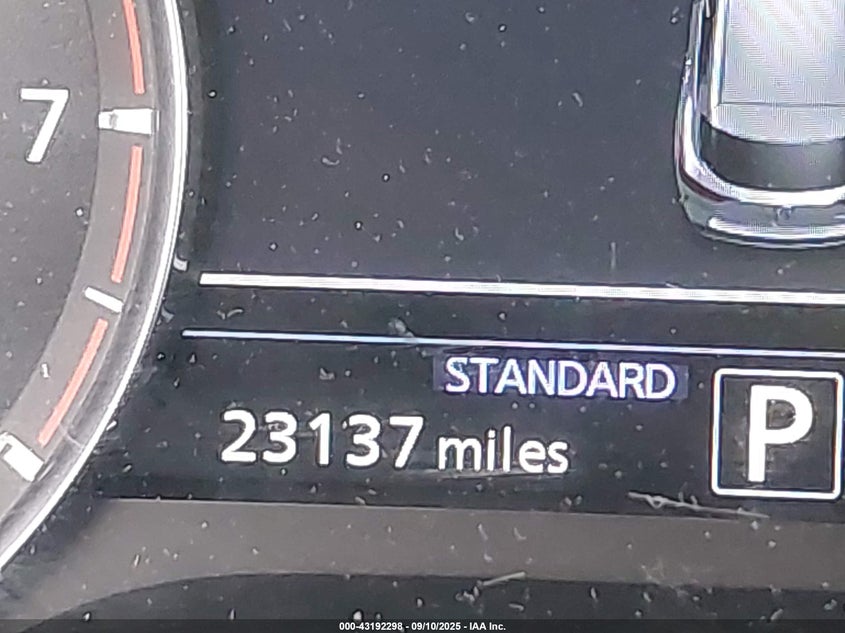 7
STANDARD
23137 miles
P
000-43192298 - 09/10/2025 - IAA Inc.